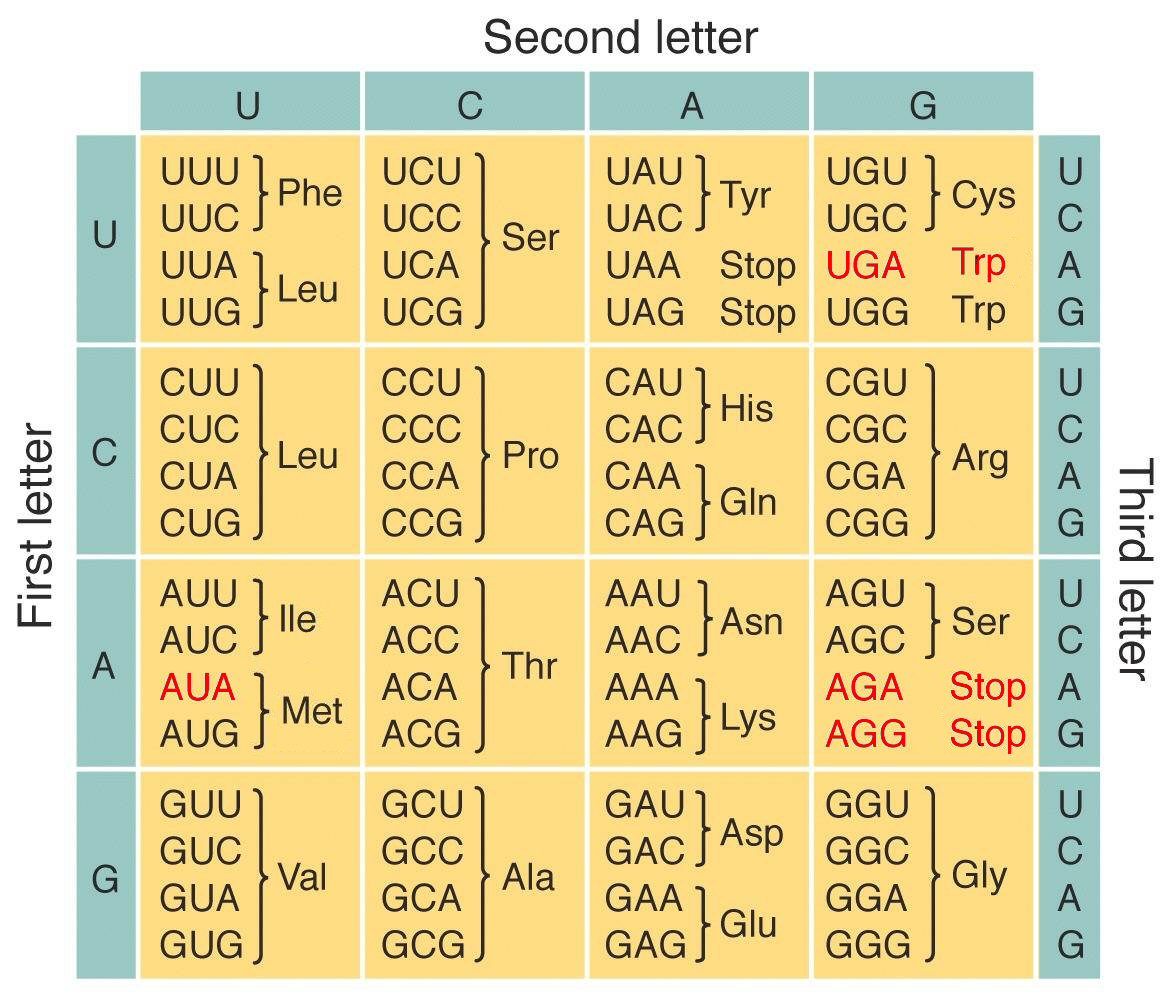 Second letter
U C A G
First letter
U
UUU
UUC
Phe
UUA
UUG
Leu
UCU
UCC
UCA
UCG
Ser
UAU
UAC
Tyr
UAA Stop
UAG Stop
UGU
UGC
Cys
UGA Trp
UGG Trp
U
C
A
G
C
CUU
CUC
CUA
CUG
Leu
CCU
CCC
CCA
CCG
Pro
CAU
CAC
His
CAA
CAG
Gln
CGU
CGC
CGA
CGG
Arg
U
C
A
G
A
AUU
AUC
Ile
AUA
AUG
Met
ACU
ACC
ACA
ACG
Thr
AAU
AAC
Asn
AAA
AAG
Lys
AGU
AGC
Ser
AGA Stop
AGG Stop
U
C
A
G
G
GUU
GUC
GUA
GUG
Val
GCU
GCC
GCA
GCG
Ala
GAU
GAC
Asp
GAA
GAG
Glu
GGU
GGC
GGA
GGG
Gly
U
C
A
G
Third letter